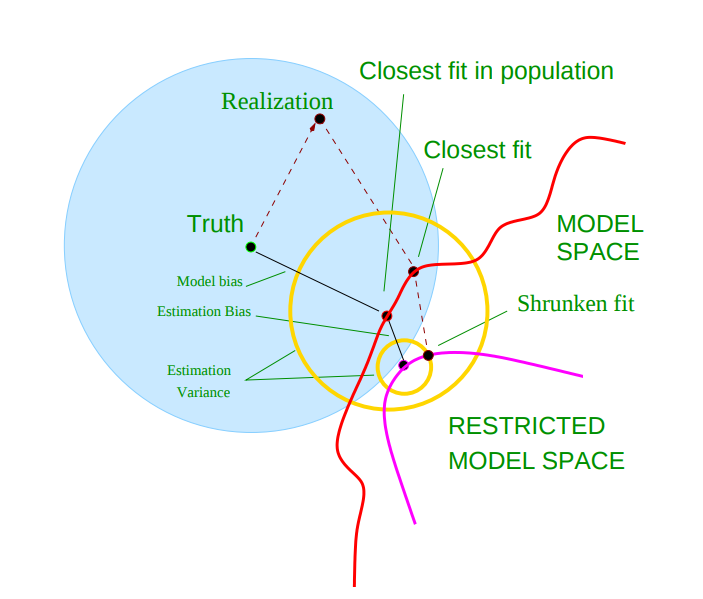 Closest fit in population
Realization
Closest fit
Truth
MODEL
SPACE
Model bias
Estimation Bias
Shrunken fit
Estimation
Variance
RESTRICTED
MODEL SPACE